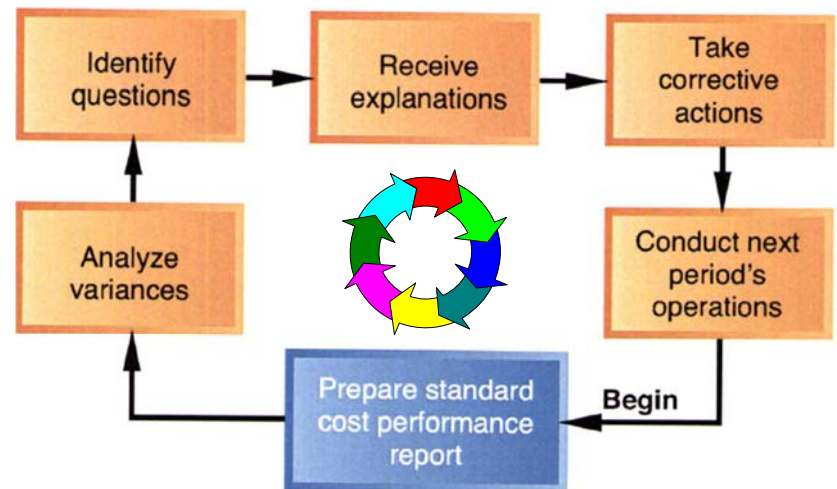 Identify
questions
Receive
explanations
Take
corrective
actions
Analyze
variances
Conduct next
period's
operations
Prepare standard
cost performance
report
Begin